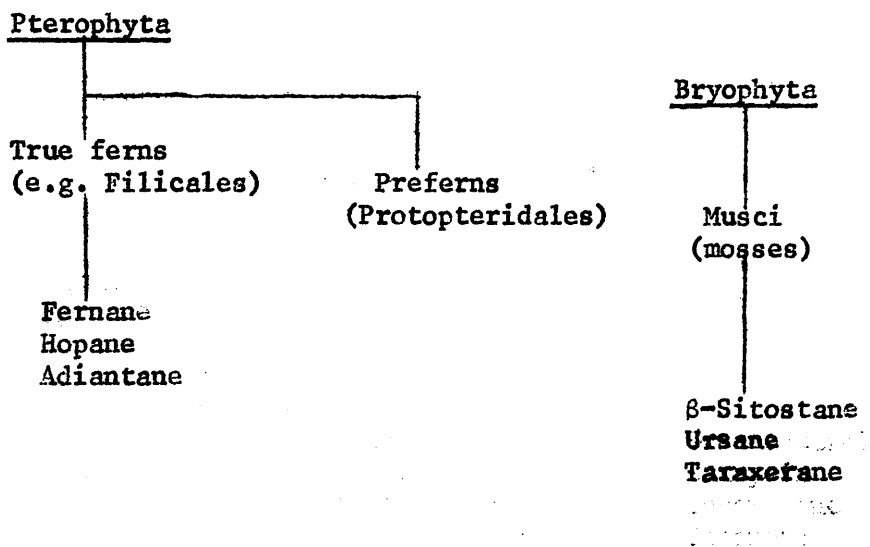 Pterophyta
True ferns
(e.g. Filicales)
Preferns
(Protopteridales)
Fernane
Hopane
Adiantane
Bryophyta
Musci
(mosses)
β-Sitostane
Ursane
Taraxerane